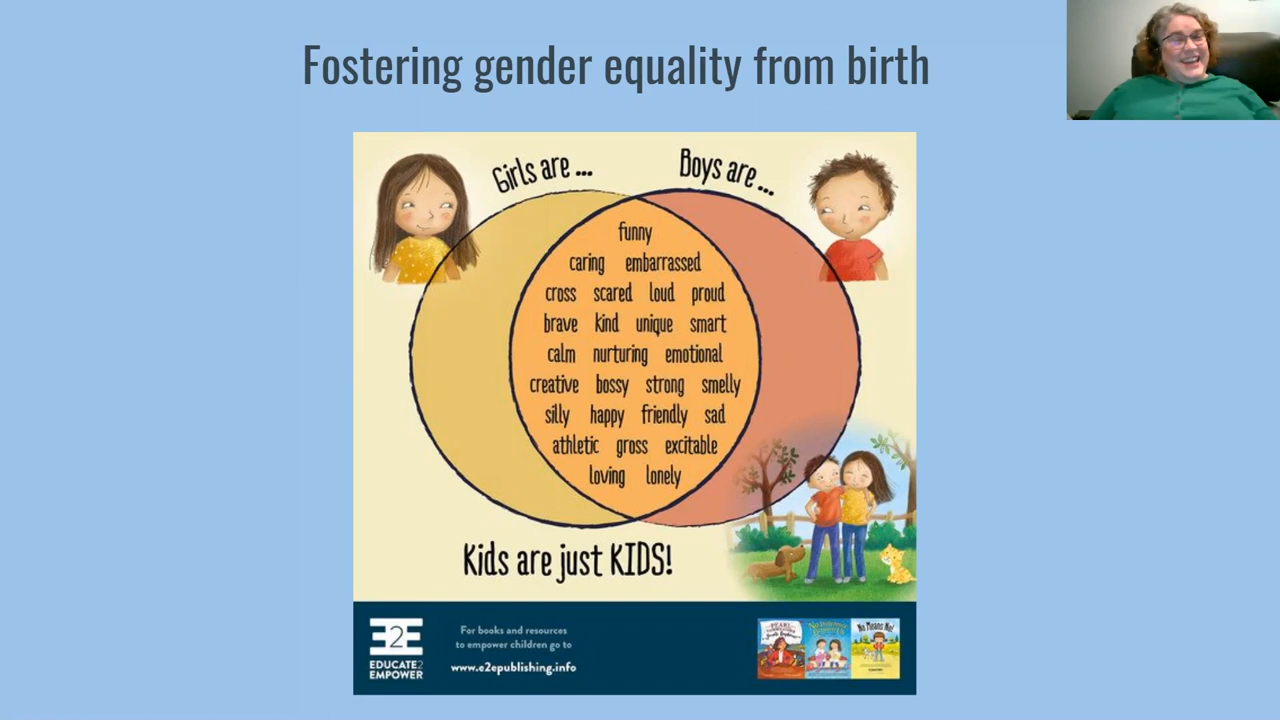 Fostering gender equality from birth
Girls are ...
Boys are ...
funny
caring embarrassed
cross scared loud proud
brave kind unique smart
calm nurturing emotional
creative bossy strong smelly
silly happy friendly sad
athletic gross excitable
loving lonely
Kids are just KIDS!
E2E
EDUCATE2
EMPOWER
For books and resources
to empower children go to
www.e2epublishing.info
No Means No!